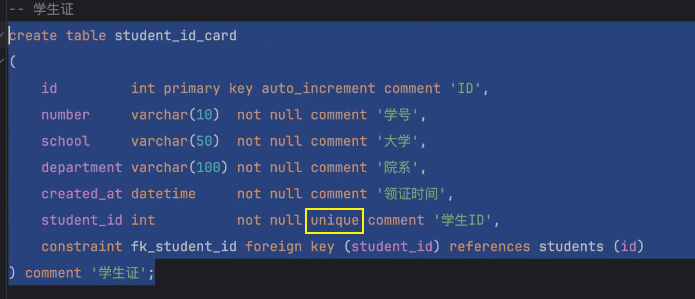 -- 学生证
create table student_id_card
(
id int primary key auto_increment comment 'ID',
number varchar(10) not null comment '学号',
school varchar(50) not null comment '大学',
department varchar(100) not null comment '院系',
created_at datetime not null comment '领证时间',
student_id int not null unique comment '学生ID',
constraint fk_student_id foreign key (student_id) references students (id)
) comment '学生证';